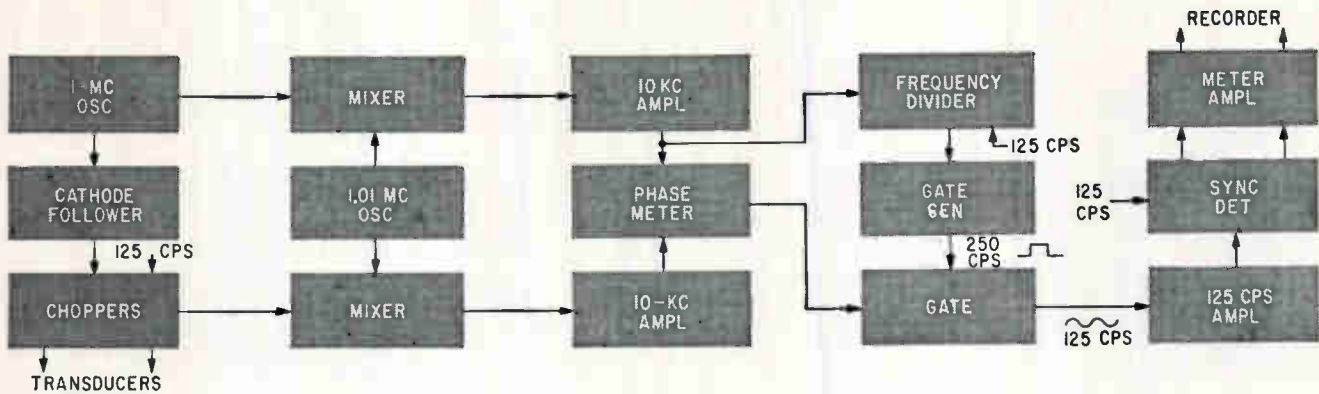 1-MC
OSC
CATHODE
FOLLOWER
125 CPS
CHOPPERS
TRANSDUCERS
MIXER
1.01 MC
OSC
MIXER
10 KC
AMPL
PHASE
METER
10-KC
AMPL
FREQUENCY
DIVIDER
125 CPS
GATE
GEN
250
CPS
GATE
125 CPS
RECORDER
METER
AMPL
125
CPS
SYNC
DET
125 CPS
AMPL